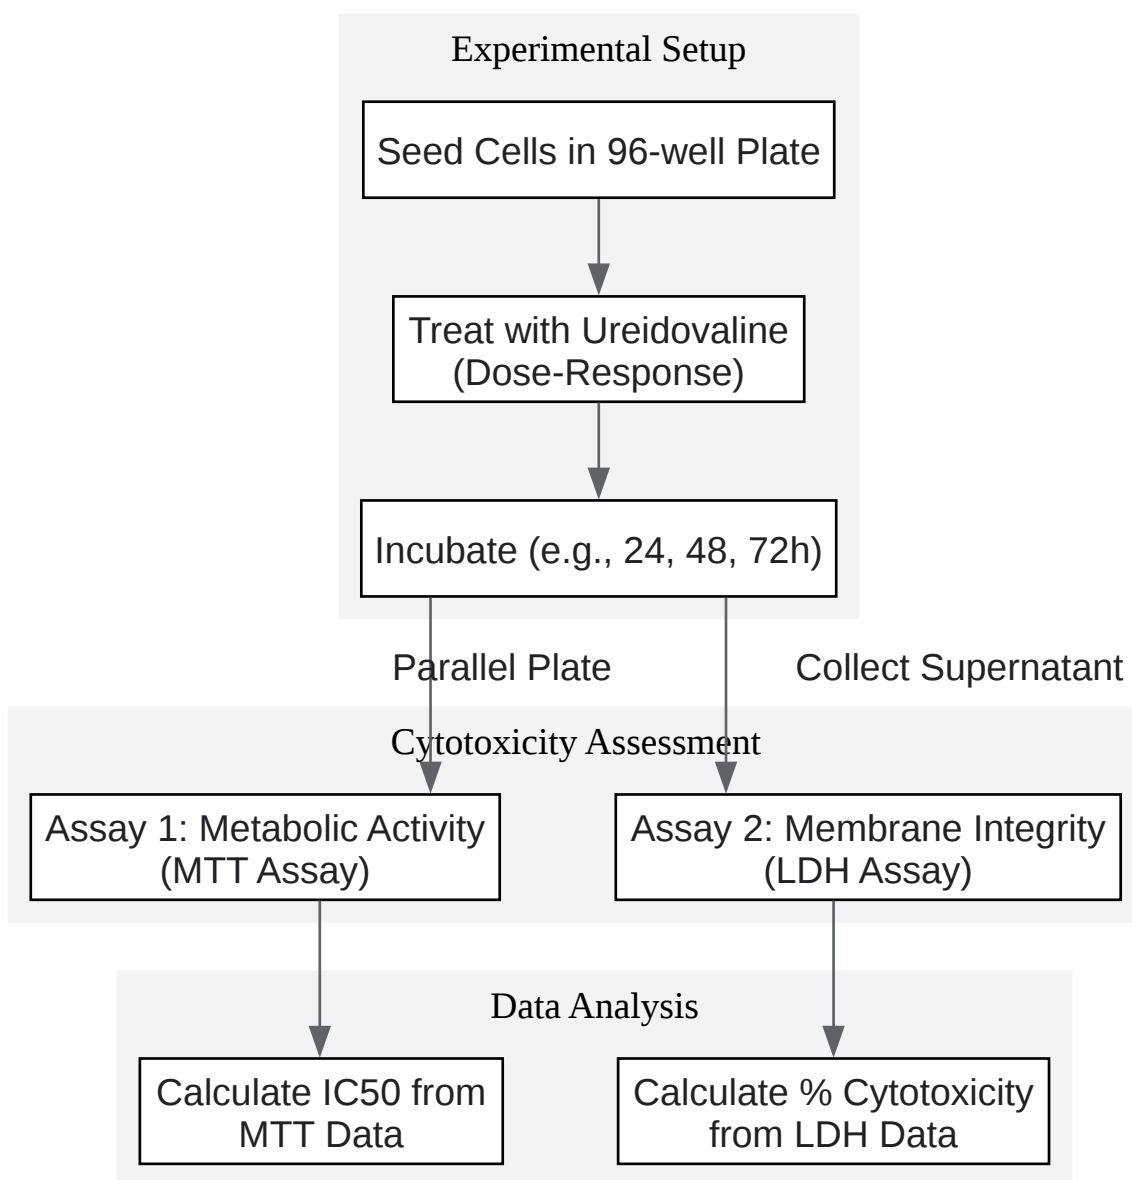 Experimental Setup
Seed Cells in 96-well Plate
Treat with Ureidovaline
(Dose-Response)
Incubate (e.g., 24, 48, 72h)
Parallel Plate
Collect Supernatant
Cytotoxicity Assessment
Assay 1: Metabolic Activity
(MTT Assay)
Assay 2: Membrane Integrity
(LDH Assay)
Data Analysis
Calculate IC50 from
MTT Data
Calculate % Cytotoxicity
from LDH Data